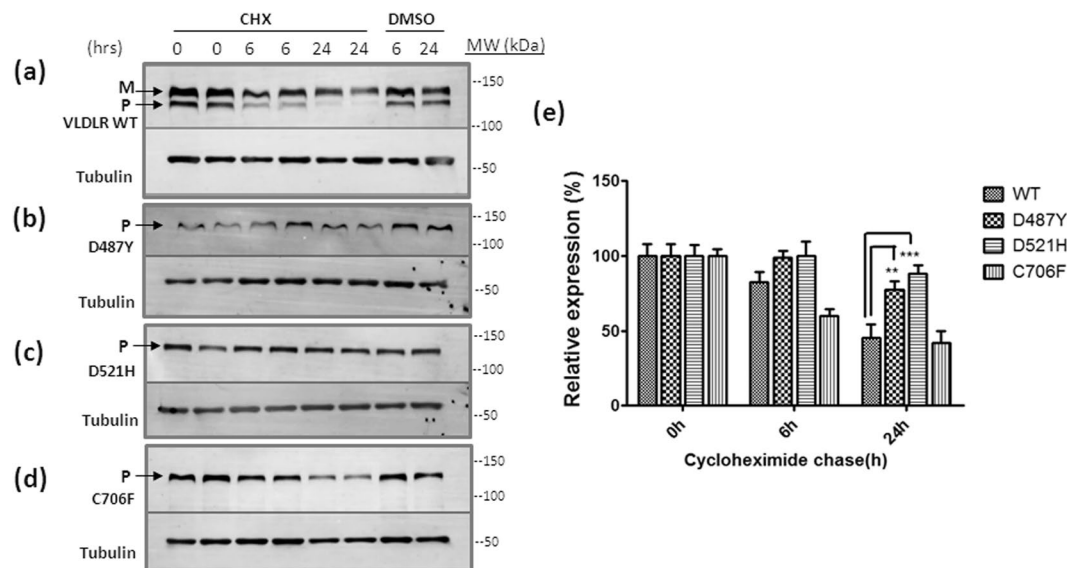 CHX DMSO
(hrs) 0 0 6 6 24 24 6 24 MW (kDa)
(a)
M --150
P
VLDLR WT --100
Tubulin --50
(b)
P --150
D487Y --100
Tubulin --50
(c)
P --150
D521H --100
Tubulin --50
(d)
P --150
C706F --100
Tubulin --50
(e)
Relative expression (%)
150
100
50
0
** ***
0h 6h 24h
Cycloheximide chase(h)
WT
D487Y
D521H
C706F